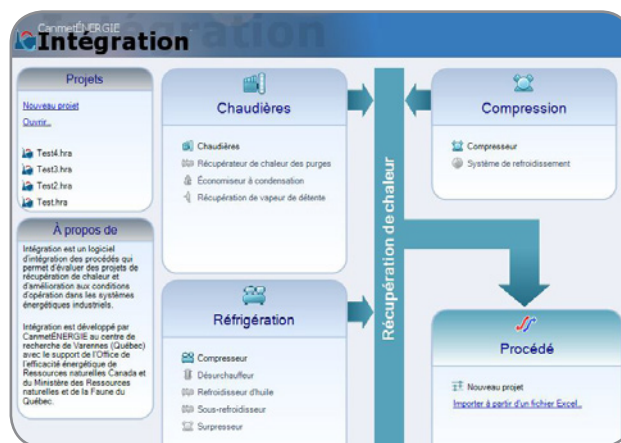 CanmetÉNERGIE
Intégration
Projets
Nouveau projet
Ouvrir...
Test4.hra
Test3.hra
Test2.hra
Test.hra
À propos de
Intégration est un logiciel
d'intégration des procédés qui
permet d'évaluer des projets de
récupération de chaleur et
d'amélioration aux conditions
d'opération dans les systèmes
énergétiques industriels.
Intégration est développé par
CanmetÉNERGIE au centre de
recherche de Varennes (Québec)
avec le support de l'Office de
l'efficacité énergétique de
Ressources naturelles Canada et
du Ministère des Ressources
naturelles et de la Faune du
Québec.
Chaudières
Chaudières
Récupérateur de chaleur des purges
Économiseur à condensation
Récupération de vapeur de détente
Réfrigération
Compresseur
Désurchauffeur
Refroidisseur d'huile
Sous-refroidisseur
Surpresseur
Récupération de chaleur
Compression
Compresseur
Système de refroidissement
Procédé
Nouveau projet
Importer à partir d'un fichier Excel...